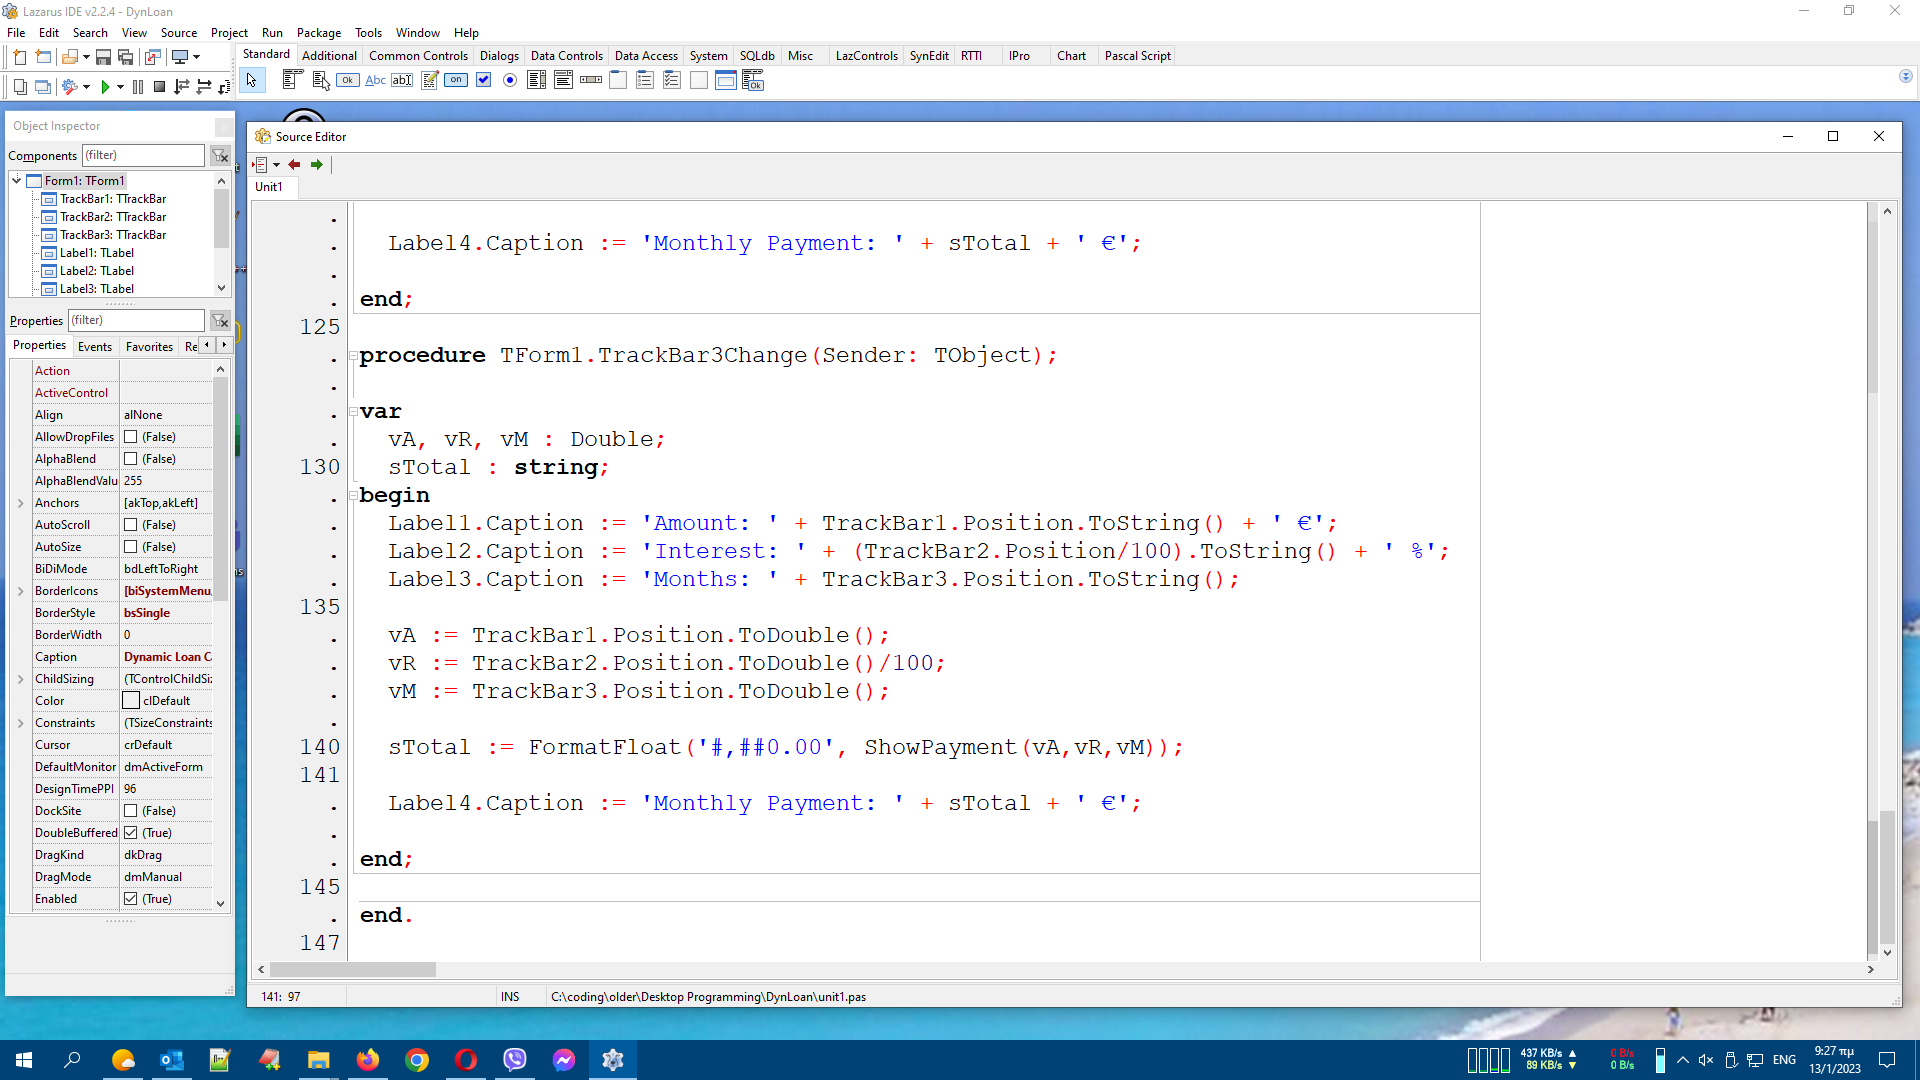 Lazarus IDE v2.2.4 - DynLoan
File Edit Search View Source Project Run Package Tools Window Help
Standard Additional Common Controls Dialogs Data Controls Data Access System SQLdb Misc LazControls SynEdit RTTI IPro Chart Pascal Script
Ok Abc ab on Ok
Object Inspector
Components (filter)
Form1: TForm1
TrackBar1: TTrackBar
TrackBar2: TTrackBar
TrackBar3: TTrackBar
Label1: TLabel
Label2: TLabel
Label3: TLabel
Properties (filter)
Properties Events Favorites Re
Action
ActiveControl
Align alNone
AllowDropFiles (False)
AlphaBlend (False)
AlphaBlendValu 255
Anchors [akTop,akLeft]
AutoScroll (False)
AutoSize (False)
BiDiMode bdLeftToRight
BorderIcons [biSystemMenu,
BorderStyle bsSingle
BorderWidth 0
Caption Dynamic Loan C
ChildSizing (TControlChildSiz
Color clDefault
Constraints (TSizeConstraints
Cursor crDefault
DefaultMonitor dmActiveForm
DesignTimePPI 96
DockSite (False)
DoubleBuffered (True)
DragKind dkDrag
DragMode dmManual
Enabled (True)
Source Editor
Unit1
.
. Label4.Caption := 'Monthly Payment: ' + sTotal + ' €';
.
. end;
125
. procedure TForm1.TrackBar3Change(Sender: TObject);
.
. var
. vA, vR, vM : Double;
130 sTotal : string;
. begin
. Label1.Caption := 'Amount: ' + TrackBar1.Position.ToString() + ' €';
. Label2.Caption := 'Interest: ' + (TrackBar2.Position/100).ToString() + ' %';
. Label3.Caption := 'Months: ' + TrackBar3.Position.ToString();
135
. vA := TrackBar1.Position.ToDouble();
. vR := TrackBar2.Position.ToDouble()/100;
. vM := TrackBar3.Position.ToDouble();
.
140 sTotal := FormatFloat('#,##0.00', ShowPayment(vA,vR,vM));
141
. Label4.Caption := 'Monthly Payment: ' + sTotal + ' €';
.
. end;
145
. end.
147
141: 97 INS C:\coding\older\Desktop Programming\DynLoan\unit1.pas
437 KB/s 0 B/s
89 KB/s 0 B/s
ENG
9:27 πμ
13/1/2023